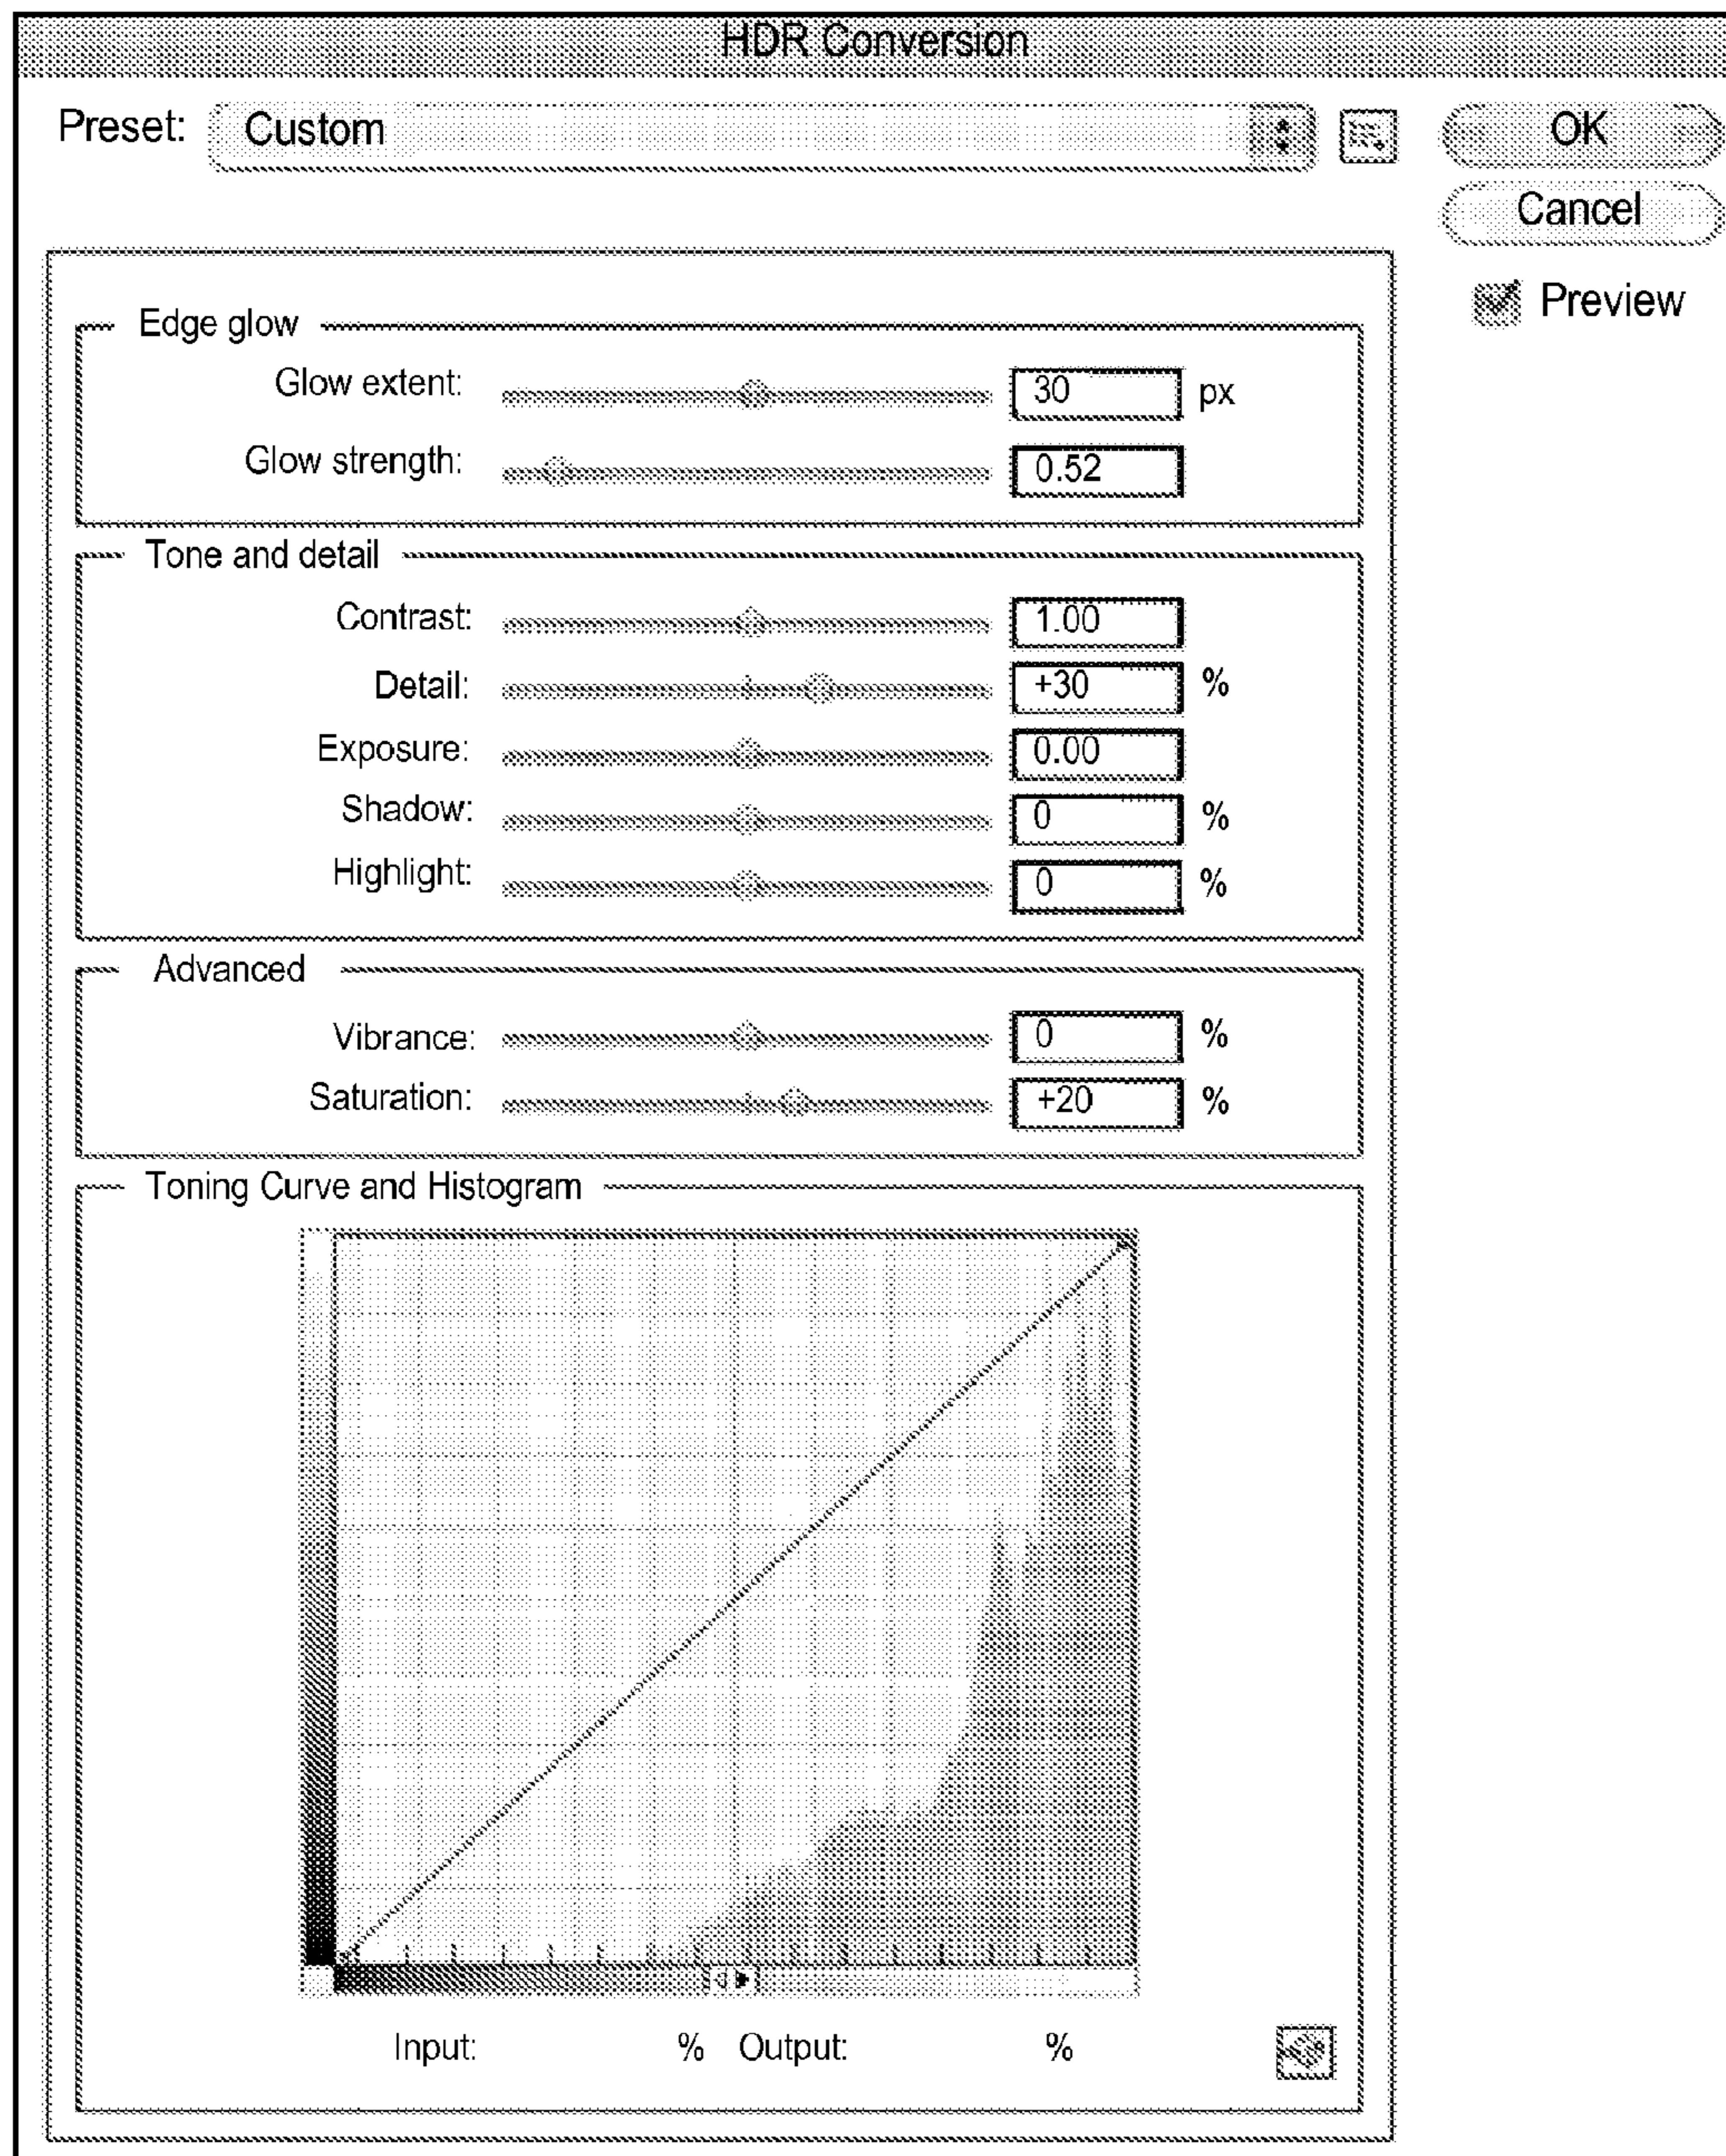 HDR Conversion
Preset: Custom
OK
Cancel
Preview
Edge glow
Glow extent: 30 px
Glow strength: 0.52
Tone and detail
Contrast: 1.00
Detail: +30 %
Exposure: 0.00
Shadow: 0 %
Highlight: 0 %
Advanced
Vibrance: 0 %
Saturation: +20 %
Toning Curve and Histogram
Input: % Output: %